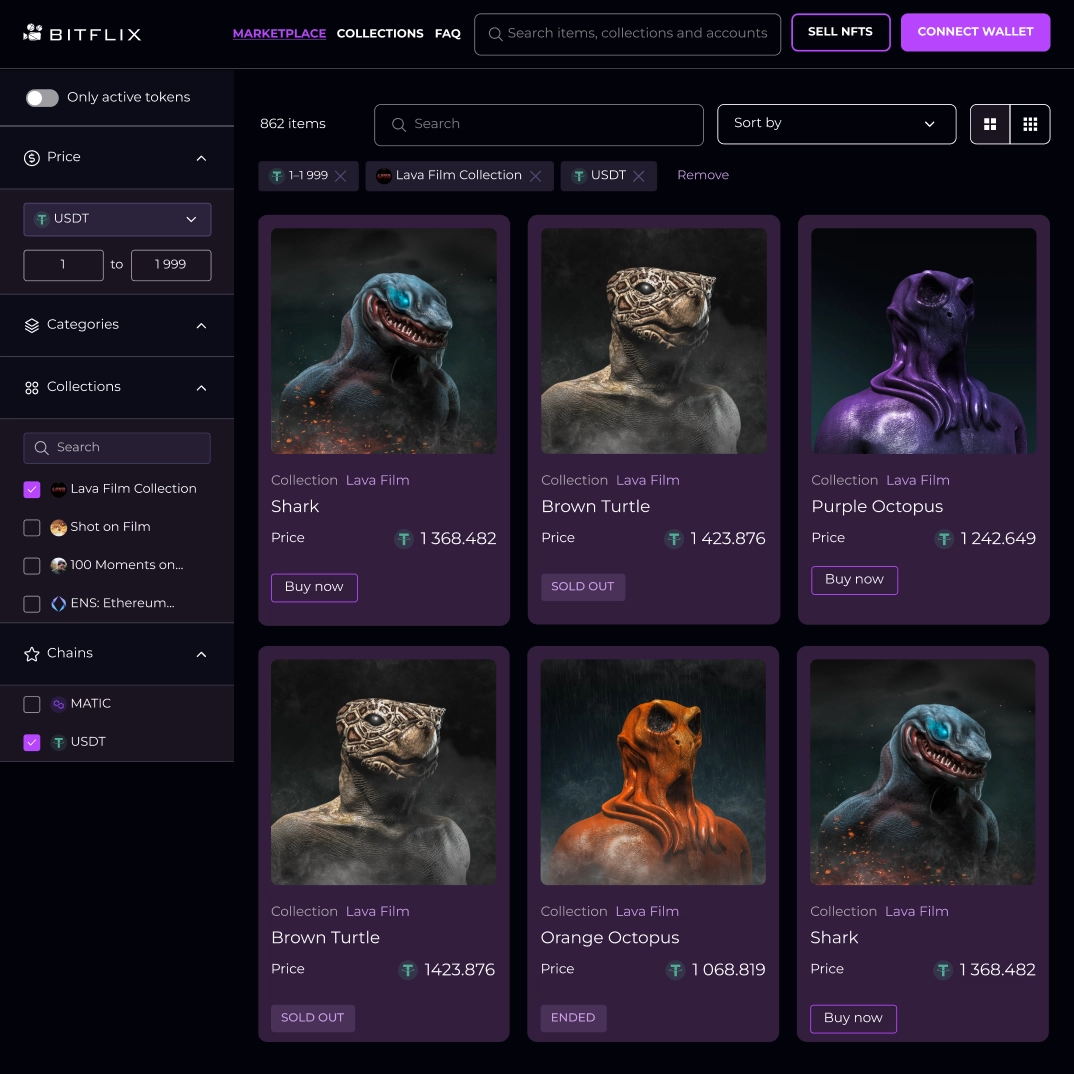 BITFLIX
MARKETPLACE COLLECTIONS FAQ
Search items, collections and accounts
SELL NFTS
CONNECT WALLET
Only active tokens
Price
USDT
1 to 1 999
Categories
Collections
Search
Lava Film Collection
Shot on Film
100 Moments on...
ENS: Ethereum...
Chains
MATIC
USDT
862 items
Search
Sort by
1–1 999
Lava Film Collection
USDT
Remove
Collection Lava Film
Shark
Price 1 368.482
Buy now
Collection Lava Film
Brown Turtle
Price 1 423.876
SOLD OUT
Collection Lava Film
Purple Octopus
Price 1 242.649
Buy now
Collection Lava Film
Brown Turtle
Price 1423.876
SOLD OUT
Collection Lava Film
Orange Octopus
Price 1 068.819
ENDED
Collection Lava Film
Shark
Price 1 368.482
Buy now